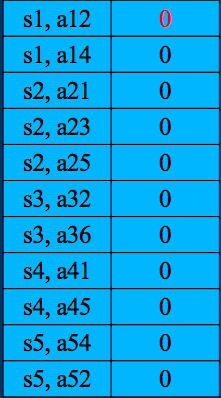 s1, a12 0
s1, a14 0
s2, a21 0
s2, a23 0
s2, a25 0
s3, a32 0
s3, a36 0
s4, a41 0
s4, a45 0
s5, a54 0
s5, a52 0